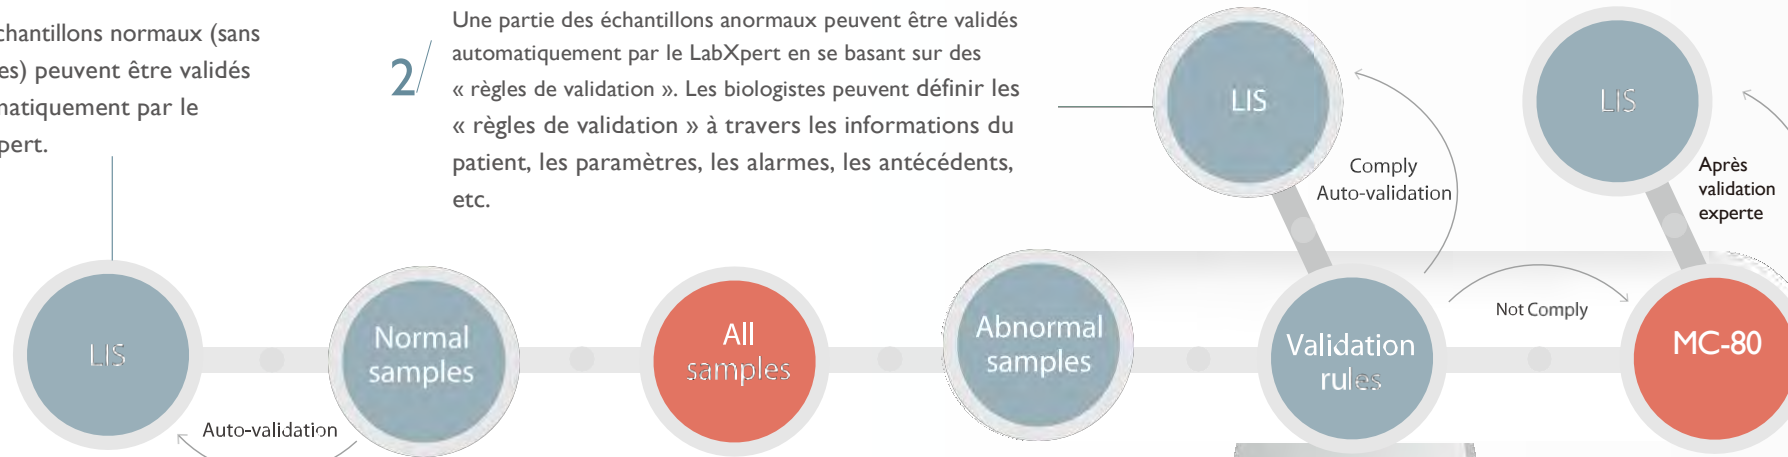 chantillons normaux (sans
es) peuvent être validés
matiquement par le
pert.
2/
Une partie des échantillons anormaux peuvent être validés
automatiquement par le LabXpert en se basant sur des
« règles de validation ». Les biologistes peuvent définir les
« règles de validation » à travers les informations du
patient, les paramètres, les alarmes, les antécédents,
etc.
LIS
LIS
Comply
Auto-validation
Après
validation
experte
LIS
Normal
samples
All
samples
Abnormal
samples
Validation
rules
Not Comply
MC-80
Auto-validation